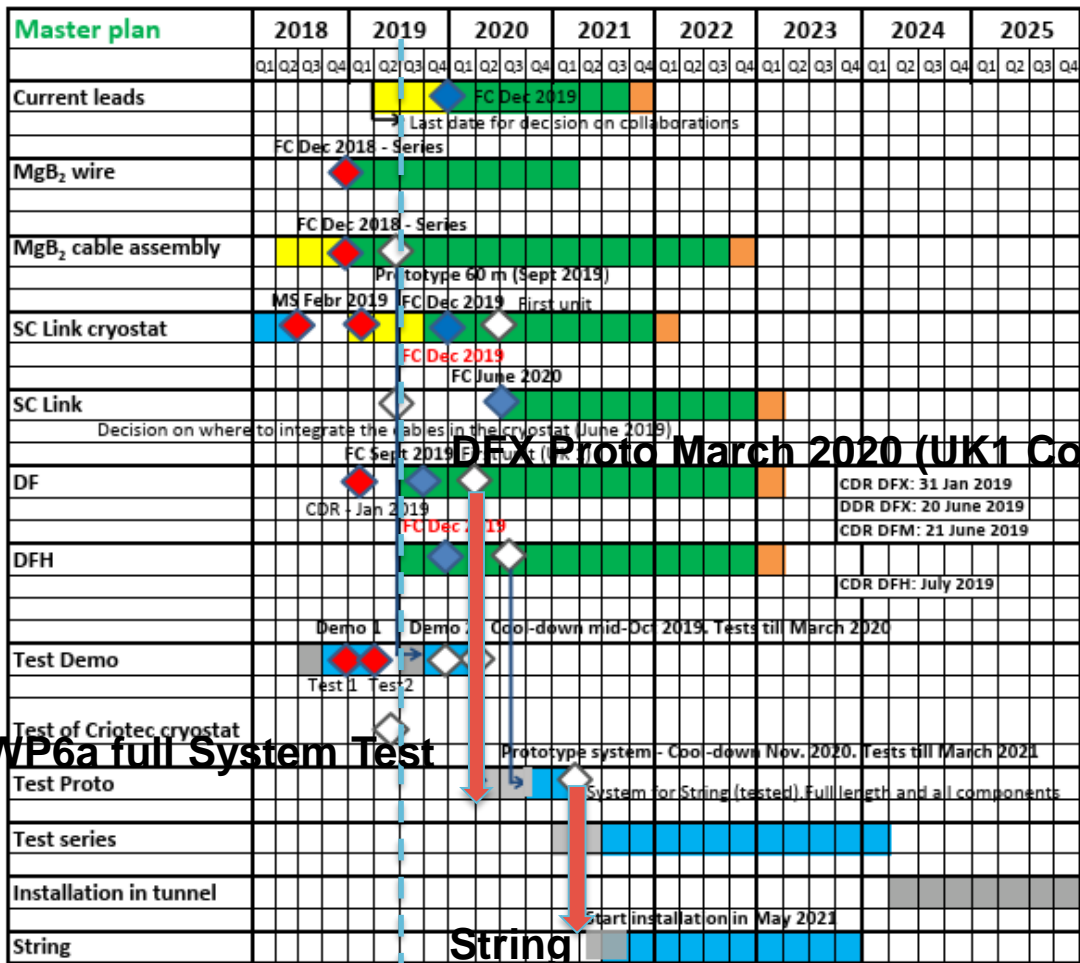 Master plan 2018 2019 2020 2021 2022 2023 2024 2025
Q1 Q2 Q3 Q4 Q1 Q2 Q3 Q4 Q1 Q2 Q3 Q4 Q1 Q2 Q3 Q4 Q1 Q2 Q3 Q4 Q1 Q2 Q3 Q4 Q1 Q2 Q3 Q4 Q1 Q2 Q3 Q4
Current leads FC Dec 2019
Last date for decision on collaborations
FC Dec 2018 - Series
MgB₂ wire
FC Dec 2018 - Series
MgB₂ cable assembly
Prototype 60 m (Sept 2019)
MS Febr 2019 FC Dec 2019 First unit
SC Link cryostat
FC Dec 2019
FC June 2020
SC Link
Decision on where to integrate the cables in the cryostat (June 2019)
DFX Proto March 2020 (UK1 Co
FC Sept 2019 First unit
DF CDR DFX: 31 Jan 2019
CDR - Jan 2019 DDR DFX: 20 June 2019
FC Dec 2019 CDR DFM: 21 June 2019
DFH
CDR DFH: July 2019
Demo 1 Demo Cool-down mid-Oct 2019. Tests till March 2020
Test Demo
Test 1 Test2
Test of Criotec cryostat
WP6a full System Test
Prototype system - Cool-down Nov. 2020. Tests till March 2021
Test Proto
System for String (tested). Full length and all components
Test series
Installation in tunnel
Start installation in May 2021
String String